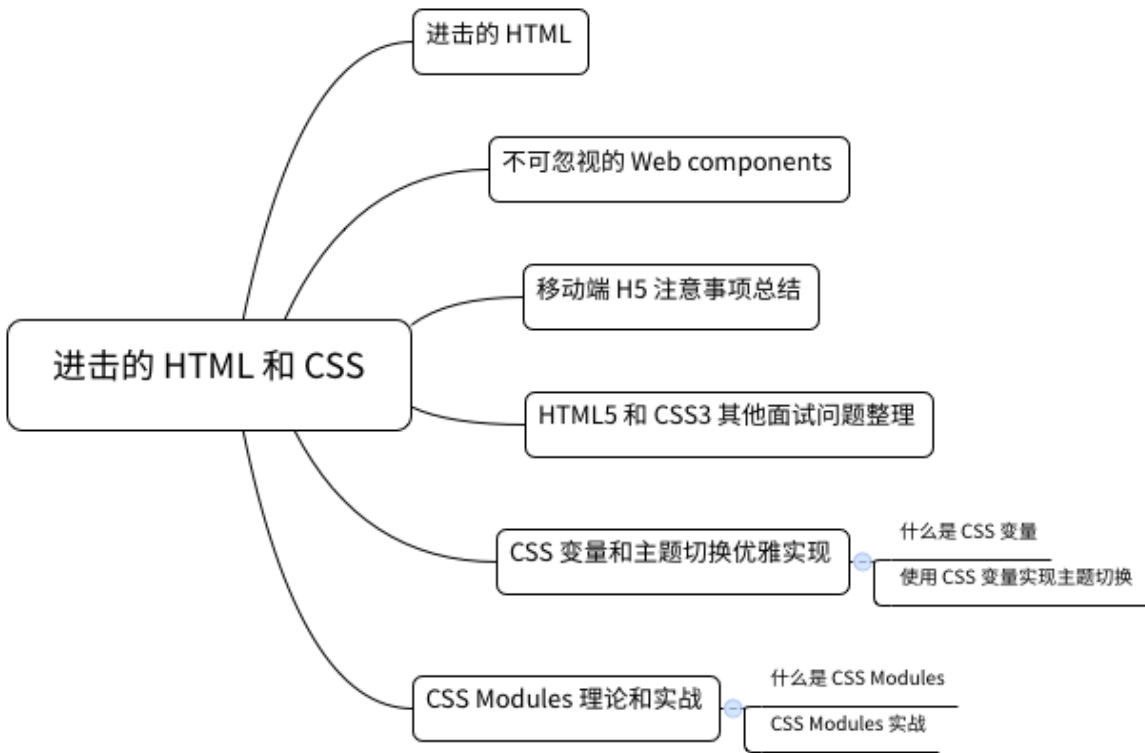 进击的 HTML
不可忽视的 Web components
移动端 H5 注意事项总结
进击的 HTML 和 CSS
HTML5 和 CSS3 其他面试问题整理
什么是 CSS 变量
CSS 变量和主题切换优雅实现
使用 CSS 变量实现主题切换
什么是 CSS Modules
CSS Modules 理论和实战
CSS Modules 实战